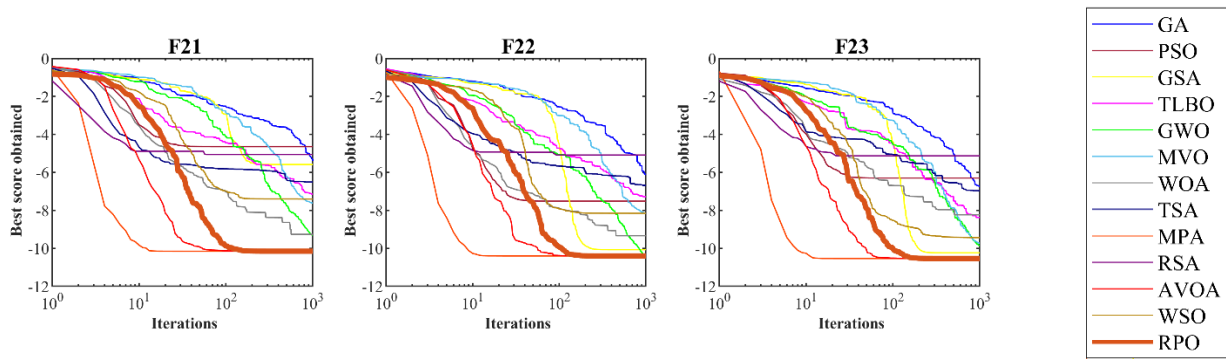 F21
F22
F23
Best score obtained
0
-2
-4
-6
-8
-10
-12
10^0
10^1
10^2
10^3
Iterations
Best score obtained
0
-2
-4
-6
-8
-10
-12
10^0
10^1
10^2
10^3
Iterations
Best score obtained
0
-2
-4
-6
-8
-10
-12
10^0
10^1
10^2
10^3
Iterations
GA
PSO
GSA
TLBO
GWO
MVO
WOA
TSA
MPA
RSA
AVOA
WSO
RPO